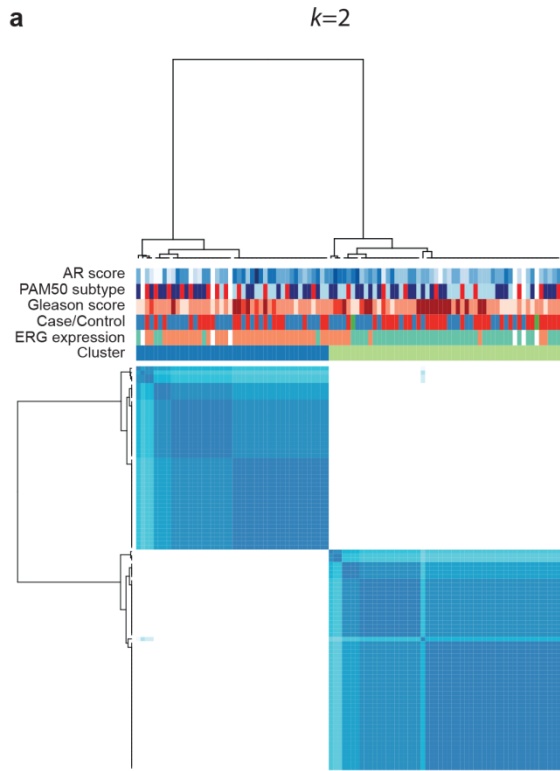 a
k=2
AR score
PAM50 subtype
Gleason score
Case/Control
ERG expression
Cluster